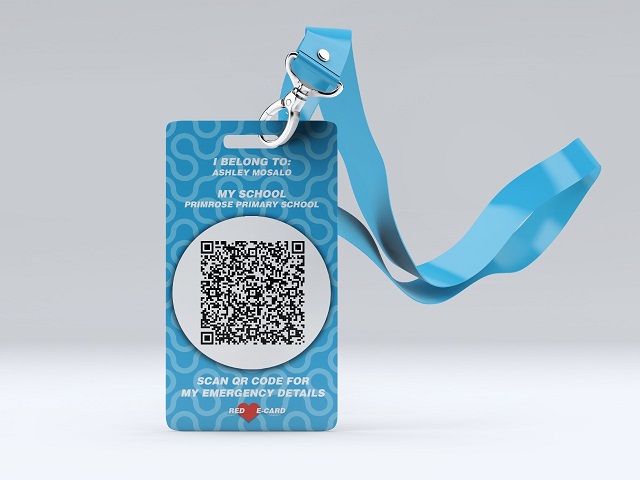 I BELONG TO:
ASHLEY MOSALO
MY SCHOOL
PRIMROSE PRIMARY SCHOOL
SCAN QR CODE FOR
MY EMERGENCY DETAILS
RED E-CARD